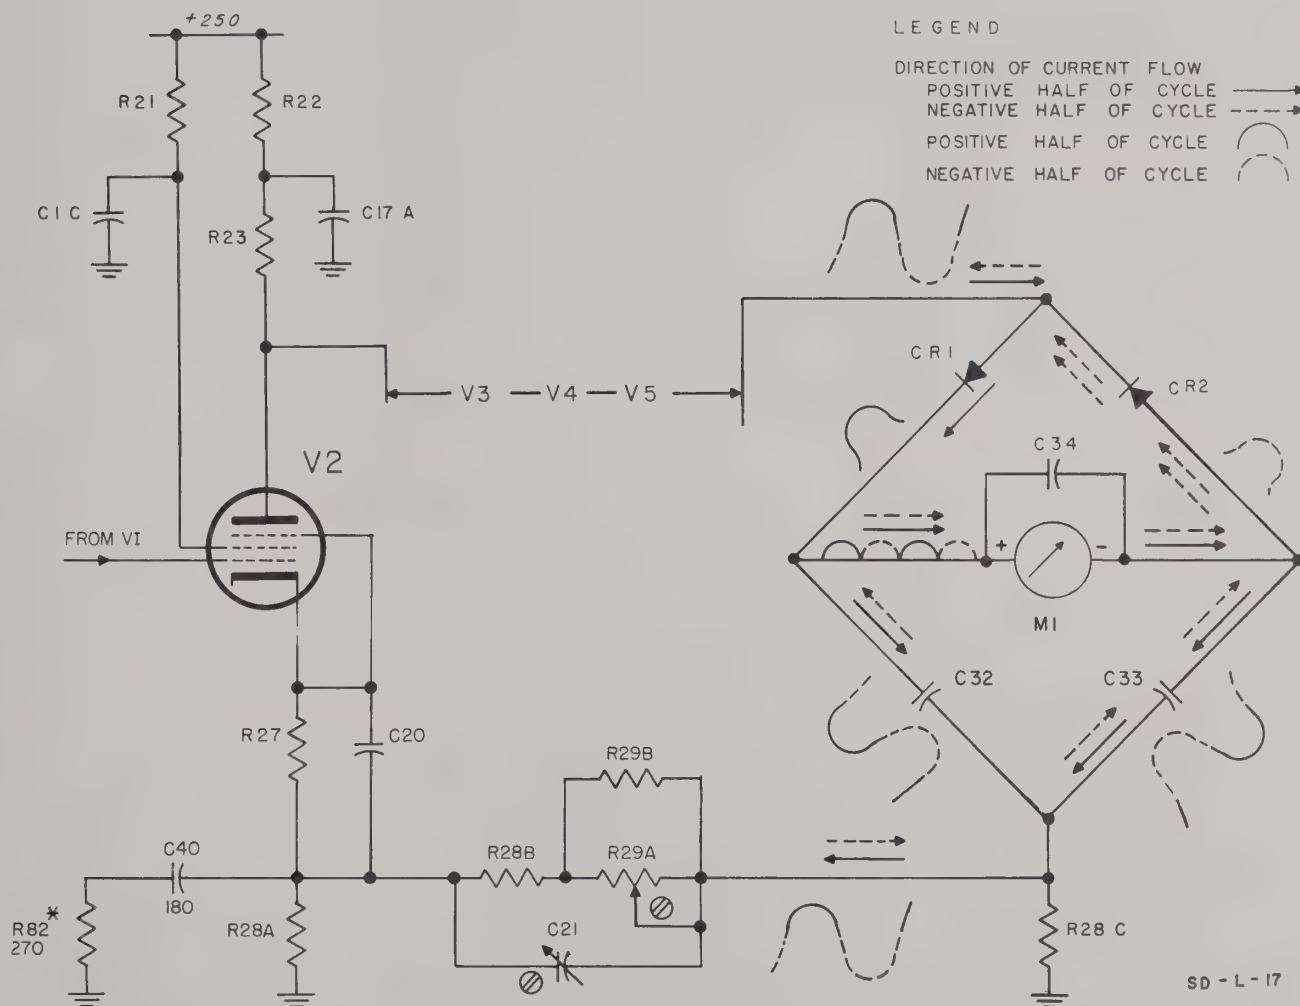 +250
LEGEND
DIRECTION OF CURRENT FLOW
POSITIVE HALF OF CYCLE
NEGATIVE HALF OF CYCLE
POSITIVE HALF OF CYCLE
NEGATIVE HALF OF CYCLE
R21
R22
C1C
C17A
R23
CR1
CR2
V3 — V4 — V5
C34
V2
FROM V1
+
-
M1
C32
C33
R27
C20
R29B
C40
180
R28B
R29A
R82*
270
R28A
C21
R28C
SD-L-17